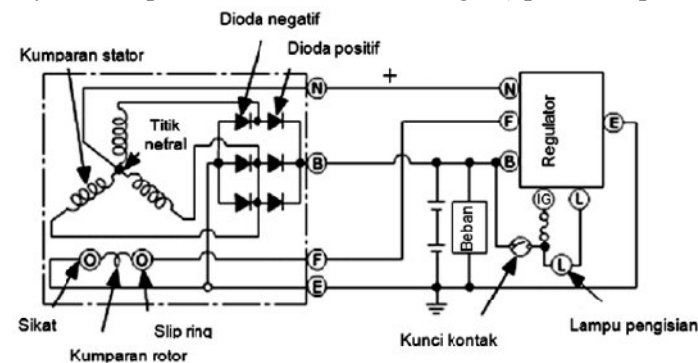 Dioda negatif
Dioda positif
Kumparan stator
+
N
N
Titik
netral
F
E
Regulator
B
B
IG
L
Beban
L
F
E
Sikat
Slip ring
Kumparan rotor
Kunci kontak
Lampu pengisian